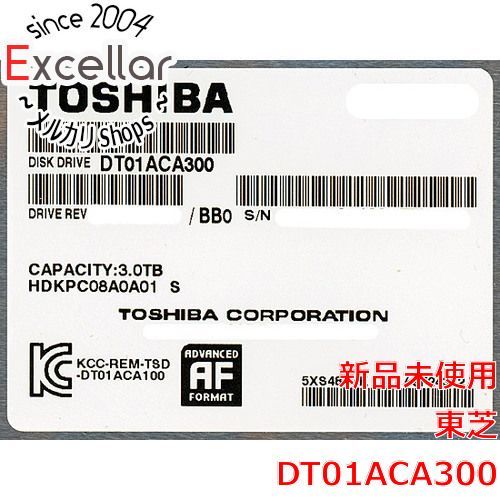 since 2004
Excellar
～メルカリShops～
TOSHIBA
DISK DRIVE DT01ACA300
DRIVE REV / BB0 S/N
CAPACITY:3.0TB
HDKPC08A0A01 S
TOSHIBA CORPORATION
KCC-REM-TSD
-DT01ACA100
ADVANCED
AF
FORMAT
新品未使用
東芝
DT01ACA300